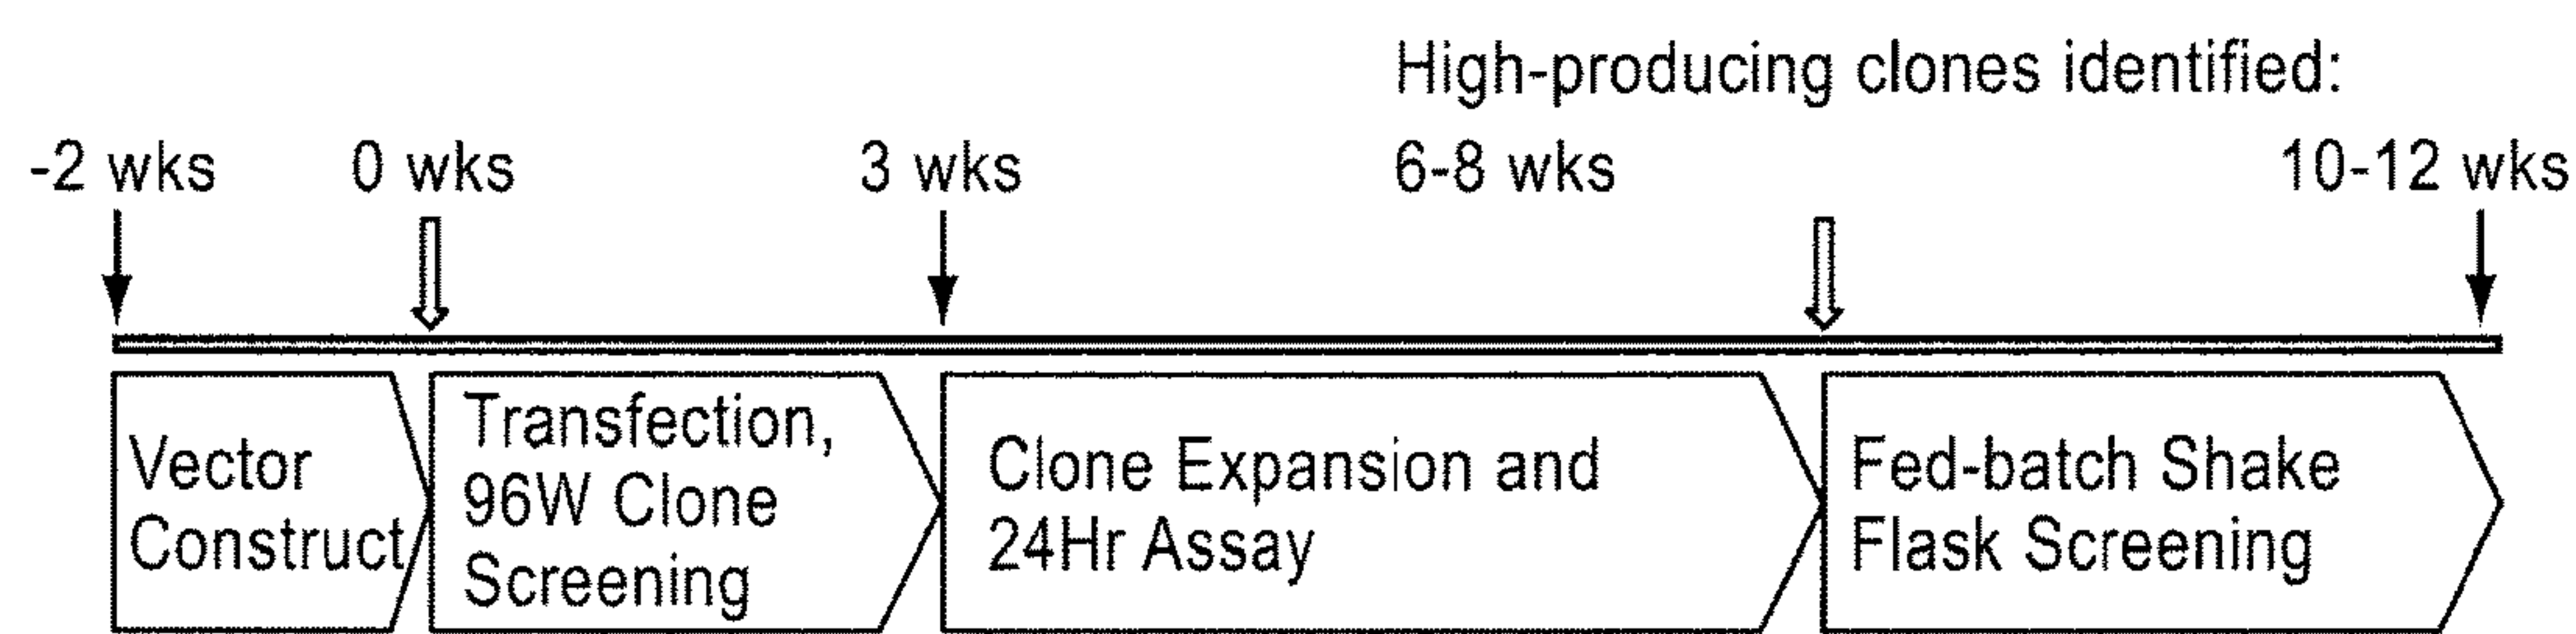 High-producing clones identified:
-2 wks
0 wks
3 wks
6-8 wks
10-12 wks
Vector
Construct
Transfection,
96W Clone
Screening
Clone Expansion and
24Hr Assay
Fed-batch Shake
Flask Screening